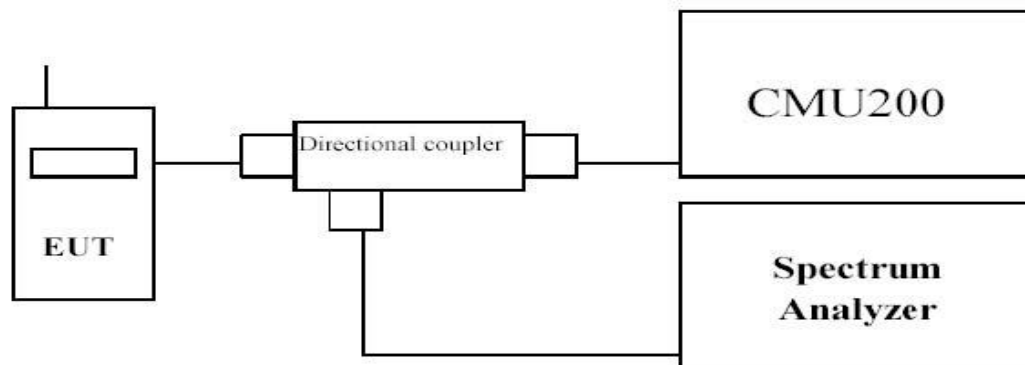 CMU200
Directional coupler
EUT
Spectrum
Analyzer